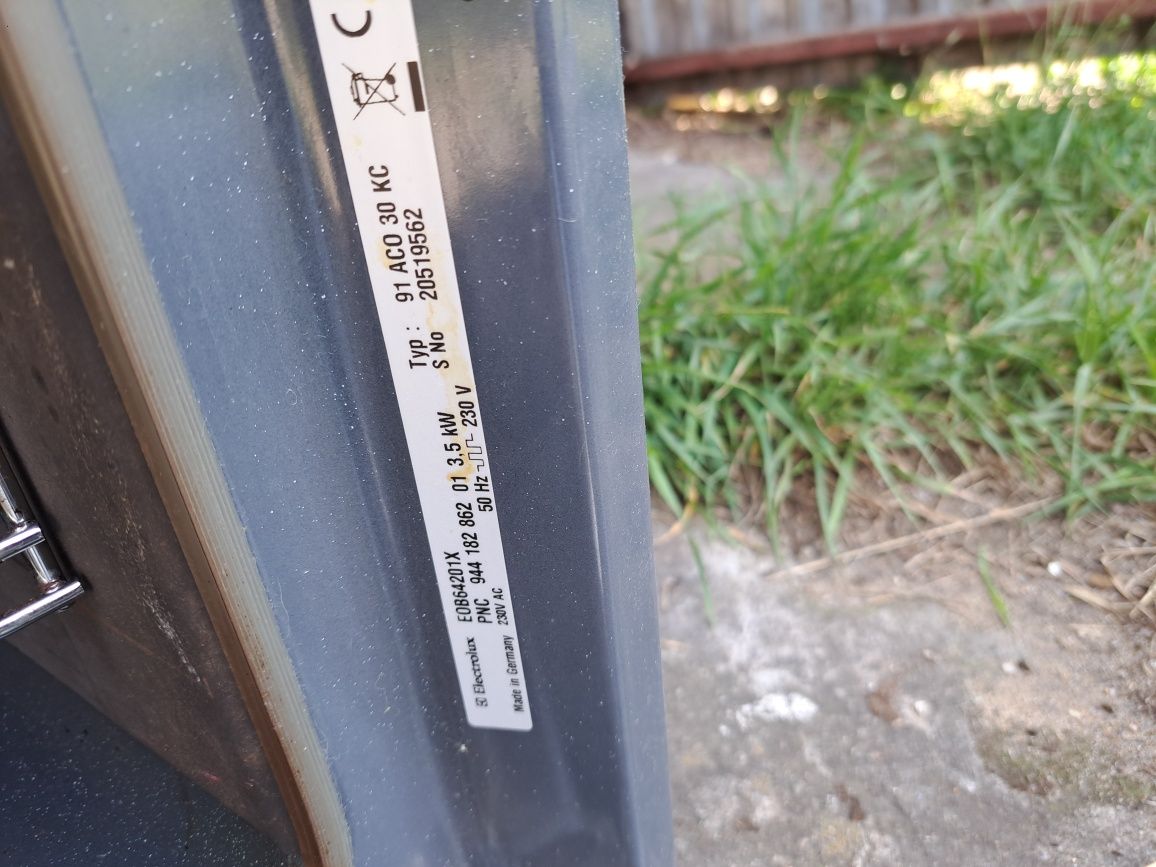 Electrolux EOB64201X
PNC 944 182 862 01 3,5 kW
Made in Germany 230V AC 50 Hz 230 V
Typ : 91 ACO 30 KC
S No 20519562